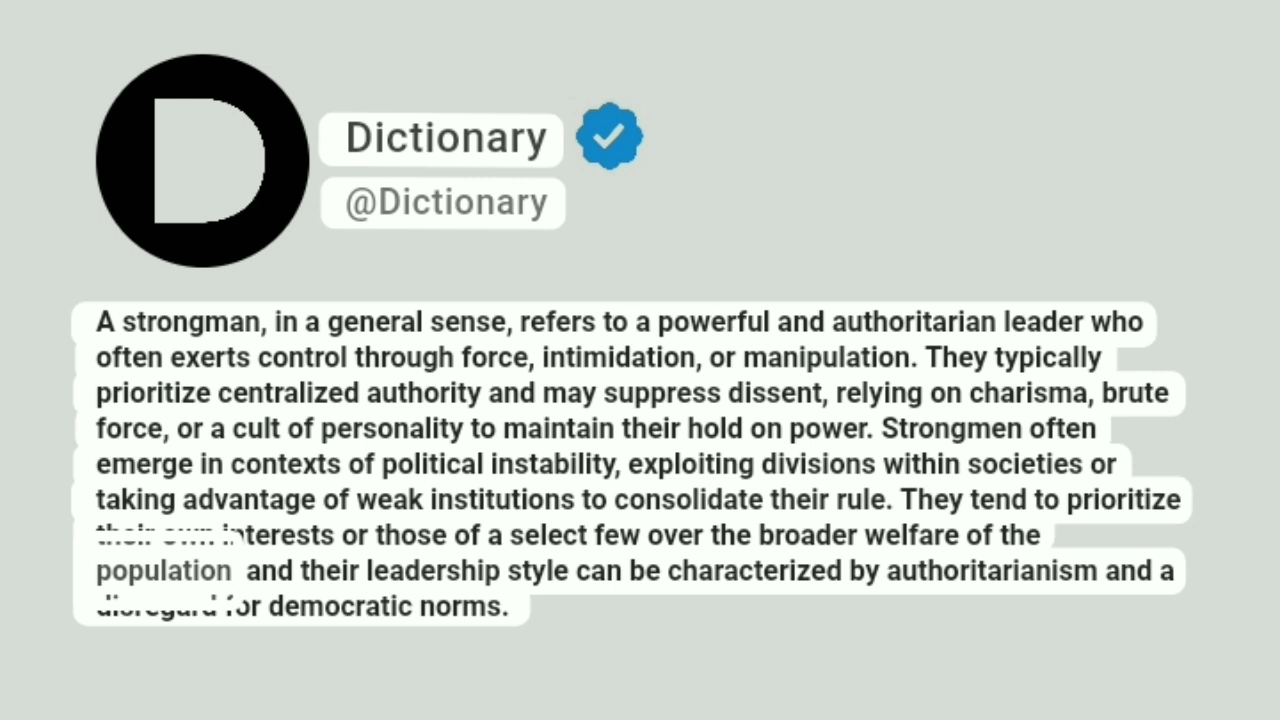 D
Dictionary
@Dictionary
A strongman, in a general sense, refers to a powerful and authoritarian leader who
often exerts control through force, intimidation, or manipulation. They typically
prioritize centralized authority and may suppress dissent, relying on charisma, brute
force, or a cult of personality to maintain their hold on power. Strongmen often
emerge in contexts of political instability, exploiting divisions within societies or
taking advantage of weak institutions to consolidate their rule. They tend to prioritize
their own interests or those of a select few over the broader welfare of the
population and their leadership style can be characterized by authoritarianism and a
disregard for democratic norms.